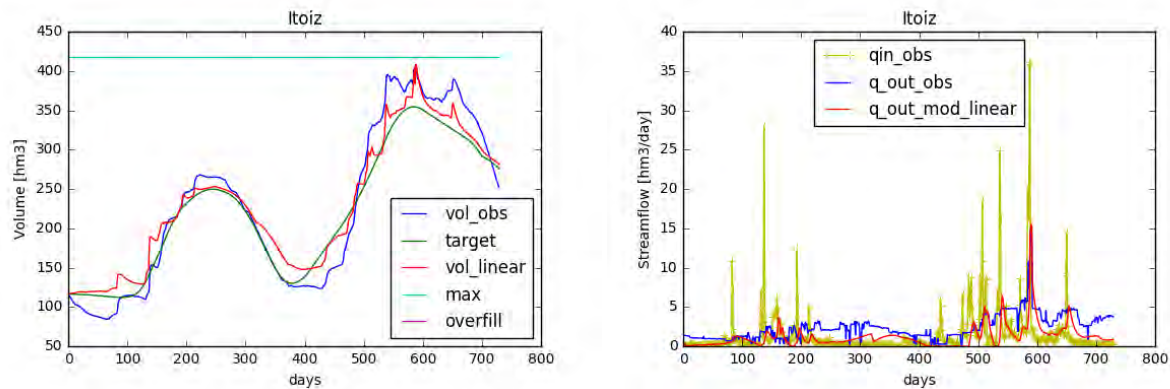 Itoiz
450
400
350
300
250
200
150
100
50
Volume [hm3]
vol_obs
target
vol_linear
max
overfill
0 100 200 300 400 500 600 700 800
days
Itoiz
40
35
30
25
20
15
10
5
0
Streamflow [hm3/day]
qin_obs
q_out_obs
q_out_mod_linear
0 100 200 300 400 500 600 700 800
days